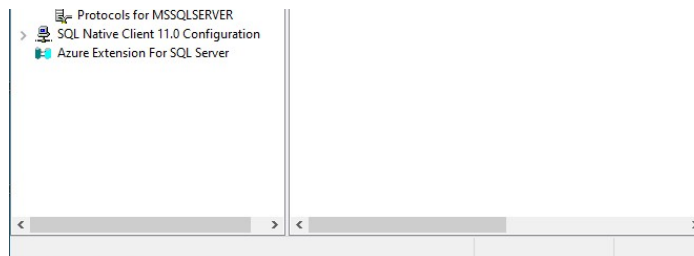 Protocols for MSSQLSERVER
SQL Native Client 11.0 Configuration
Azure Extension For SQL Server